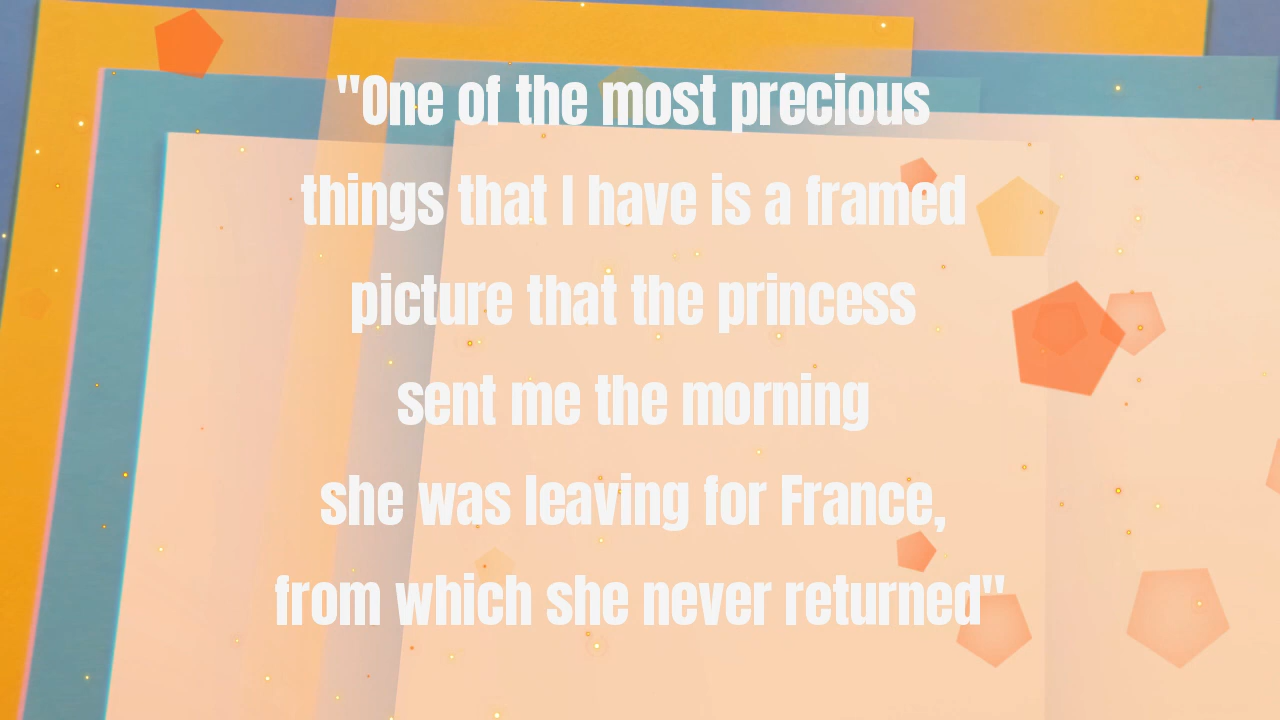 "One of the most precious
things that I have is a framed
picture that the princess
sent me the morning
she was leaving for France,
from which she never returned"